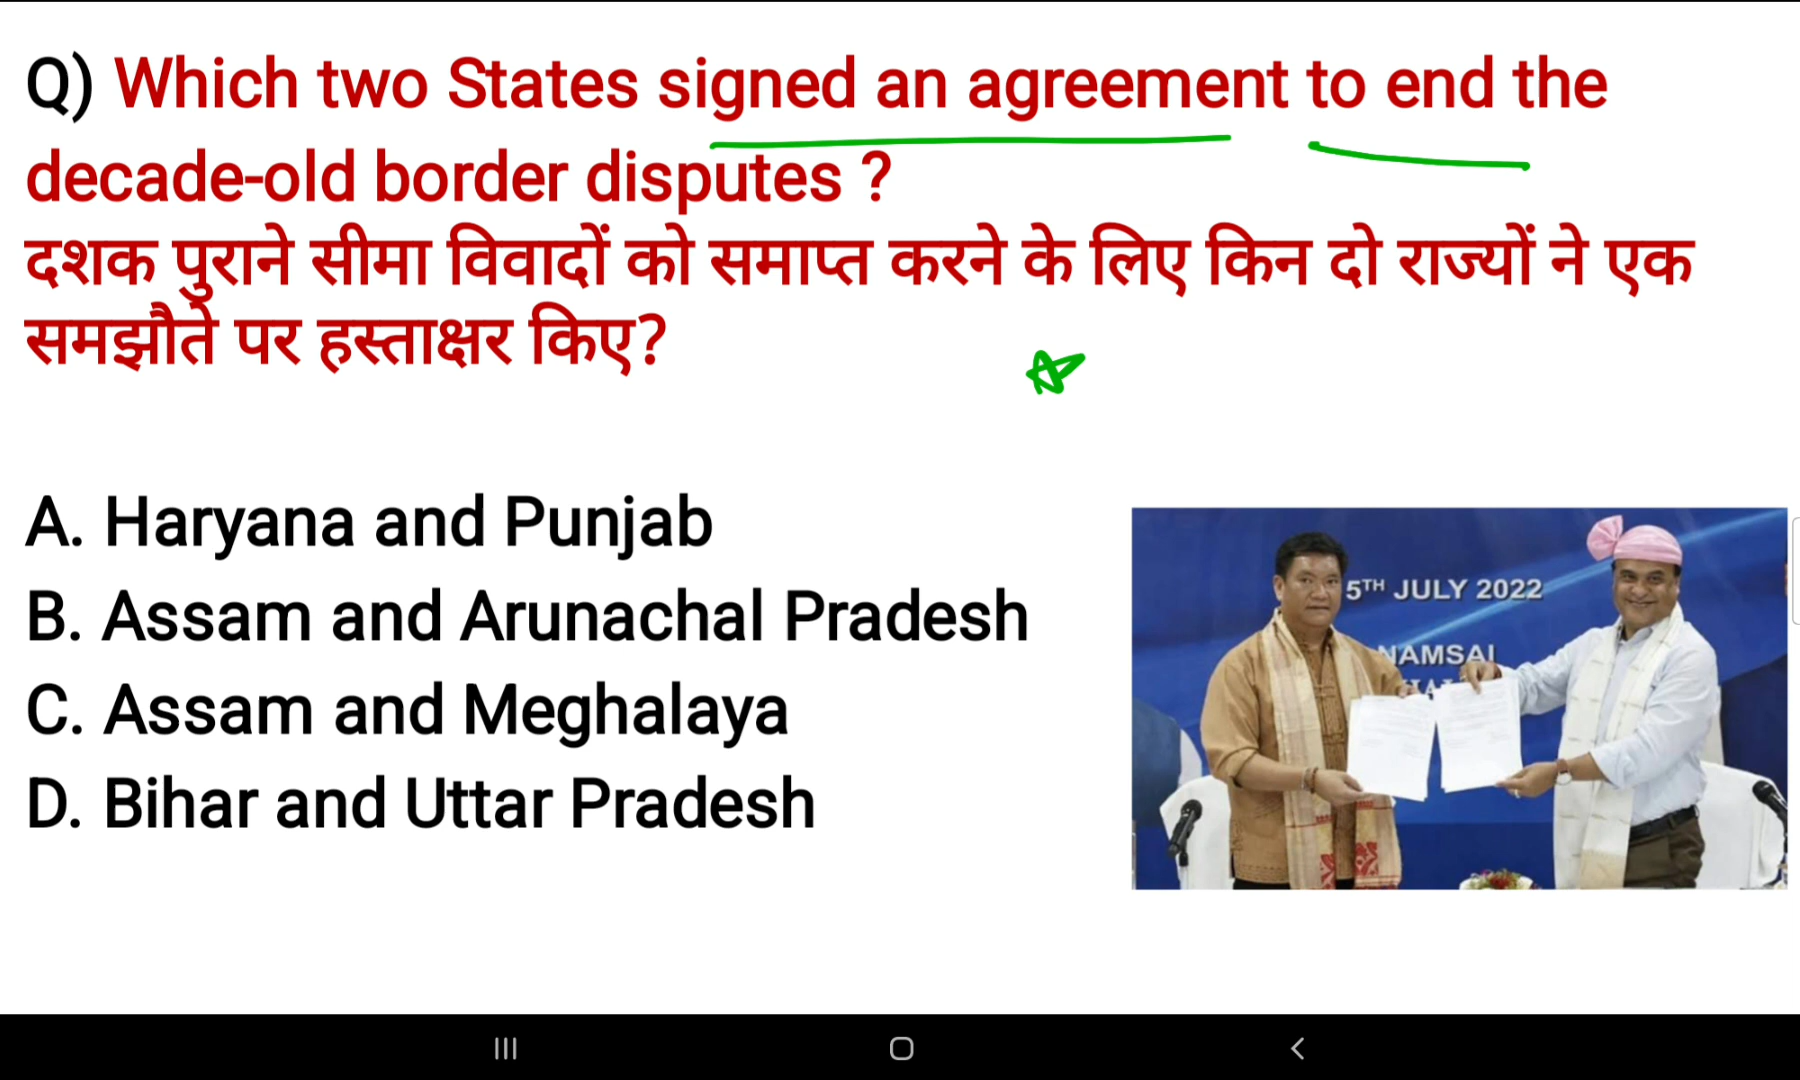 Q) Which two States signed an agreement to end the
decade-old border disputes ?
दशक पुराने सीमा विवादों को समाप्त करने के लिए किन दो राज्यों ने एक
समझौते पर हस्ताक्षर किए?
A. Haryana and Punjab
B. Assam and Arunachal Pradesh
C. Assam and Meghalaya
D. Bihar and Uttar Pradesh
5TH JULY 2022
NAMSAI